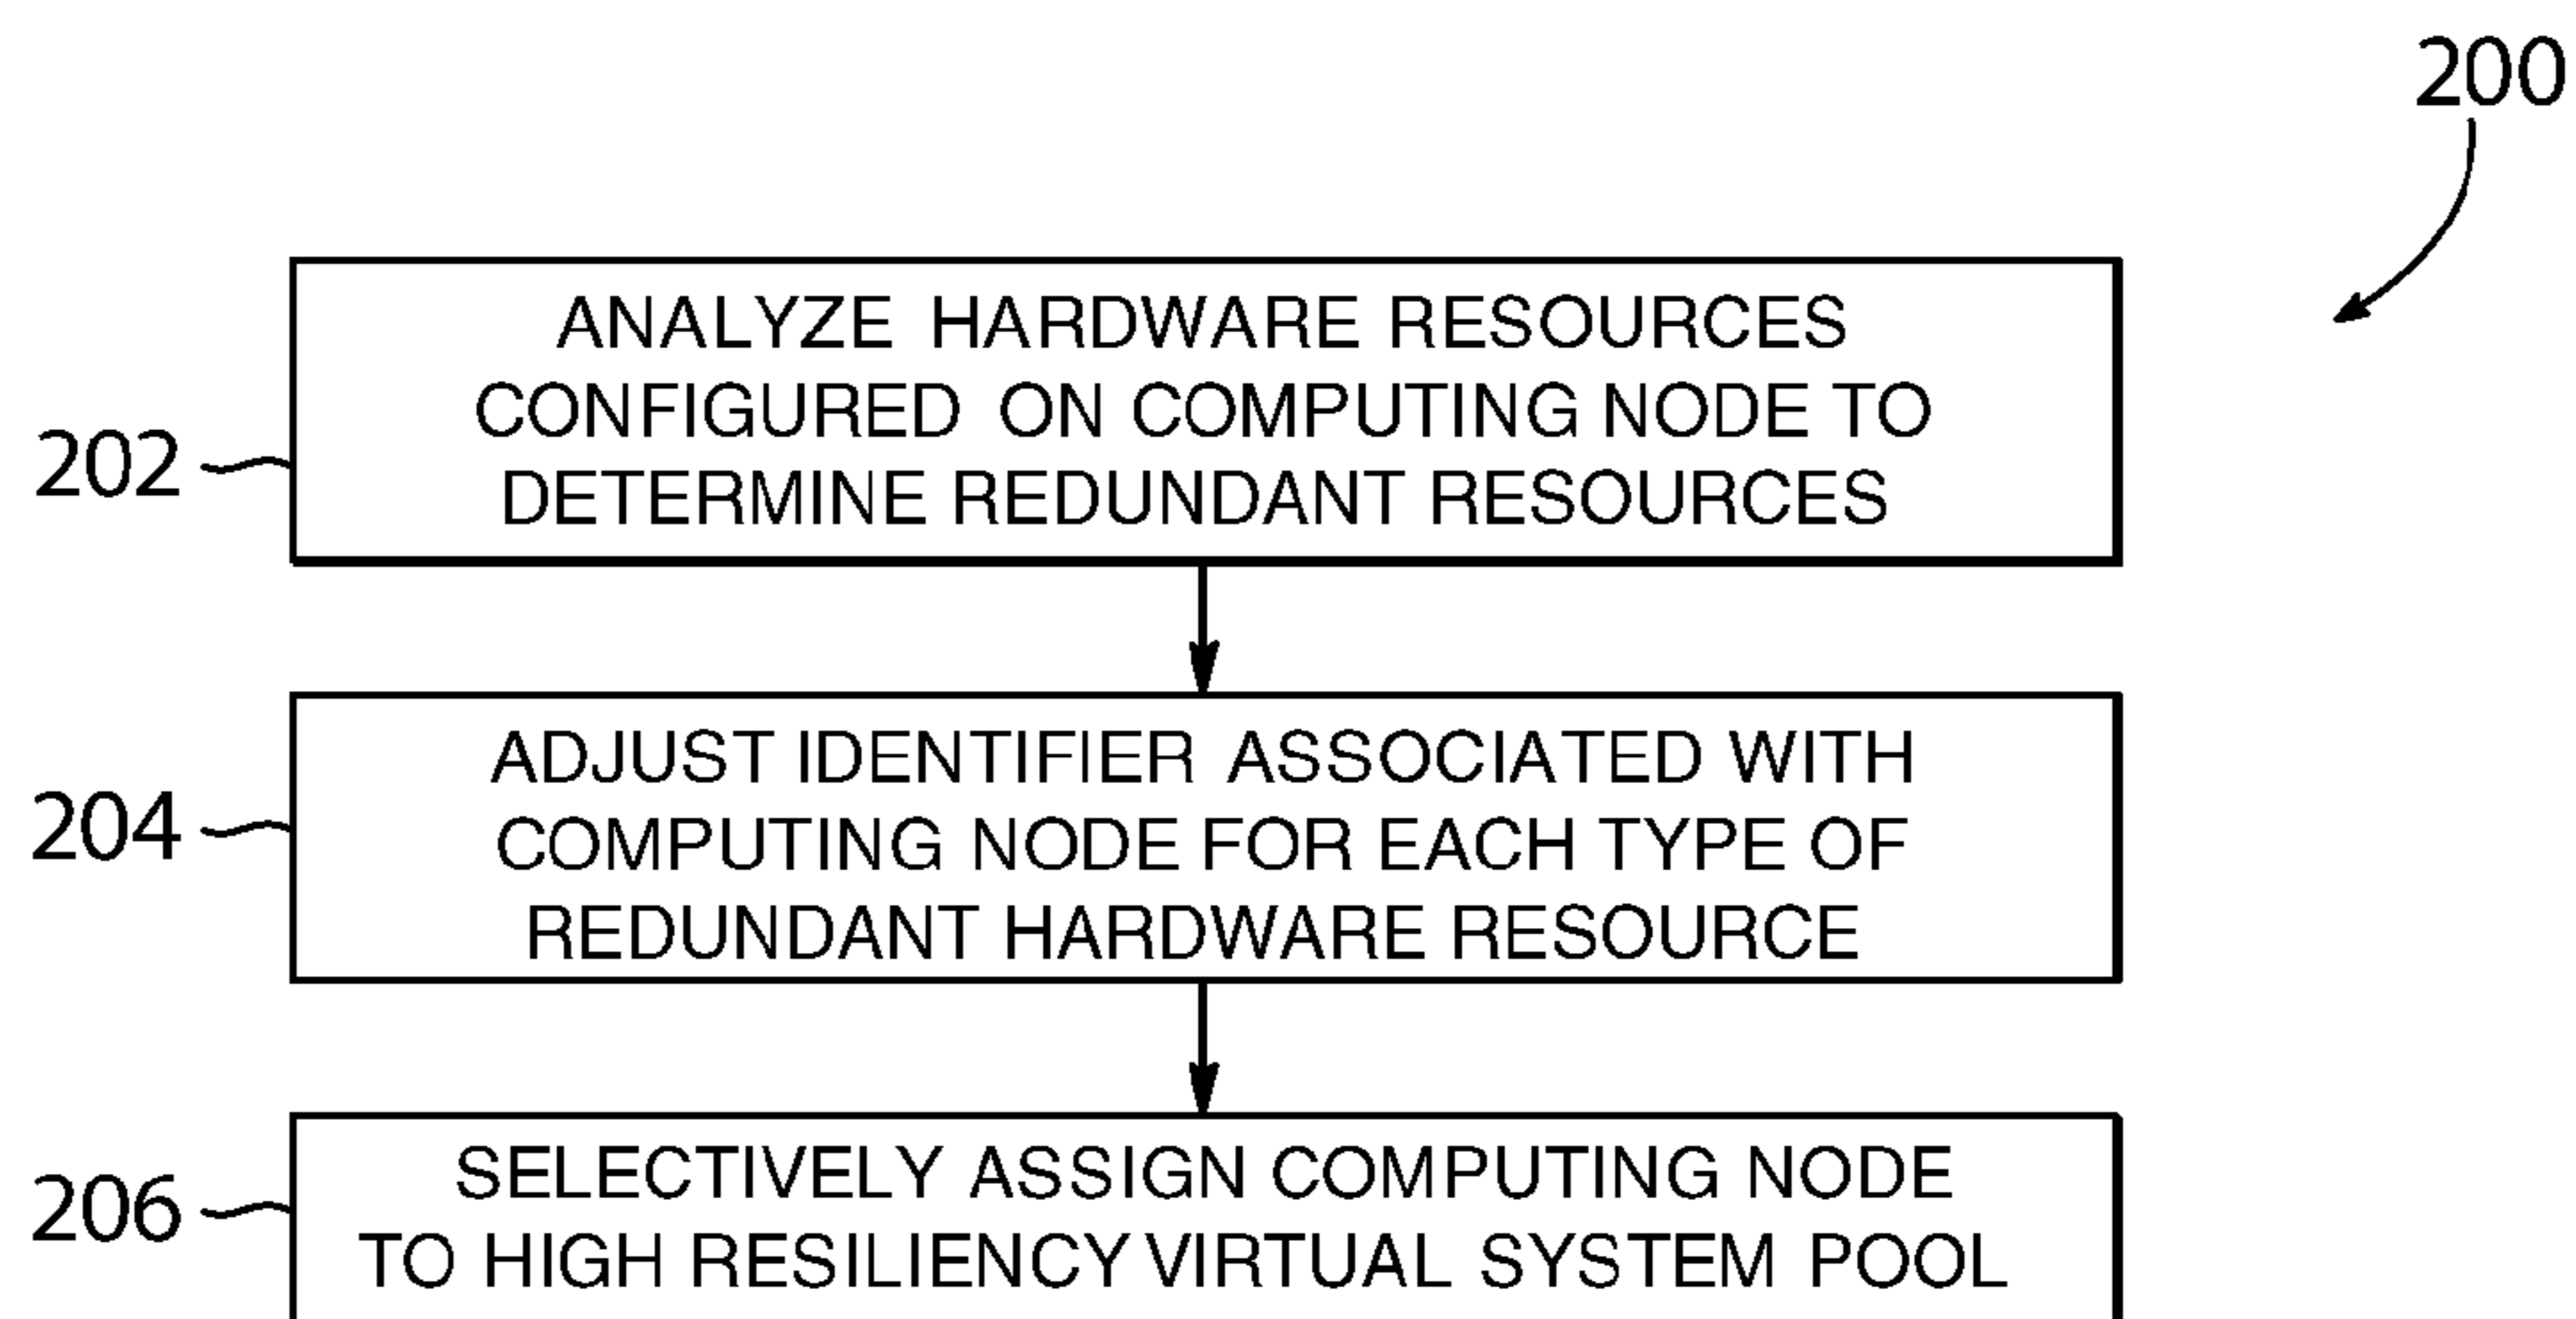 200
ANALYZE HARDWARE RESOURCES
CONFIGURED ON COMPUTING NODE TO
202
DETERMINE REDUNDANT RESOURCES
ADJUST IDENTIFIER ASSOCIATED WITH
204
COMPUTING NODE FOR EACH TYPE OF
REDUNDANT HARDWARE RESOURCE
206
SELECTIVELY ASSIGN COMPUTING NODE
TO HIGH RESILIENCY VIRTUAL SYSTEM POOL